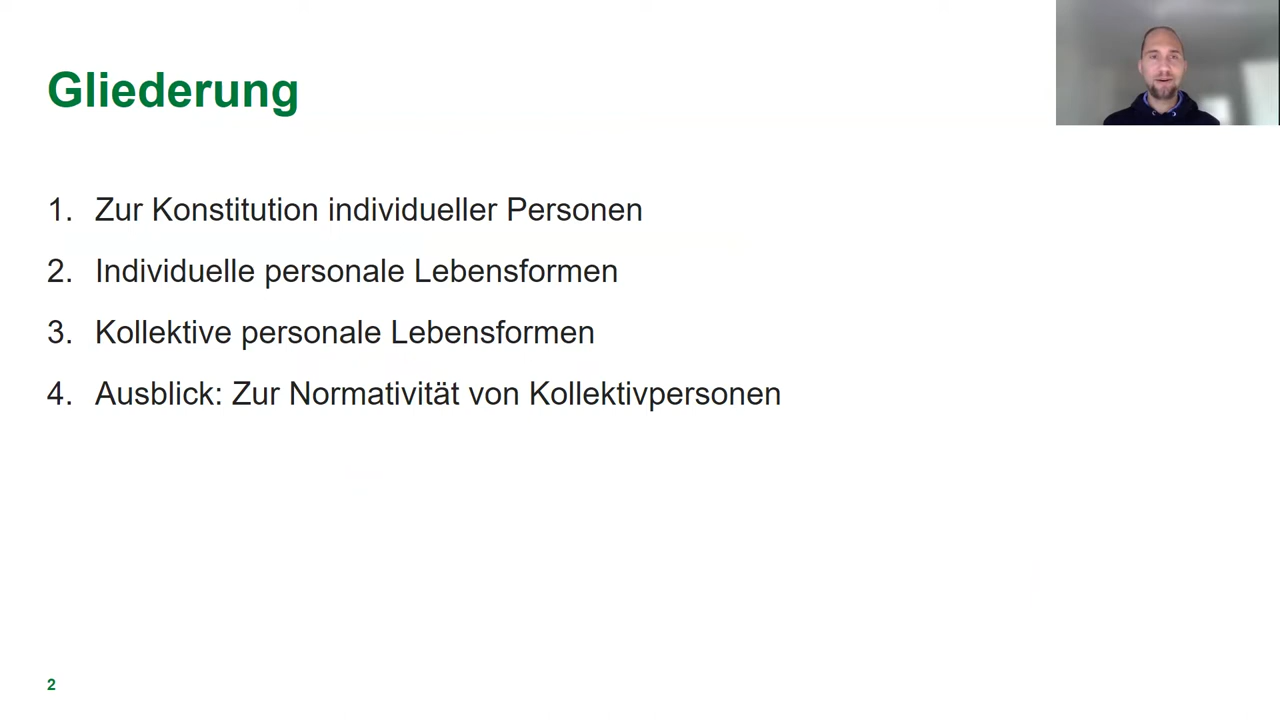 Gliederung
1. Zur Konstitution individueller Personen
2. Individuelle personale Lebensformen
3. Kollektive personale Lebensformen
4. Ausblick: Zur Normativität von Kollektivpersonen
2